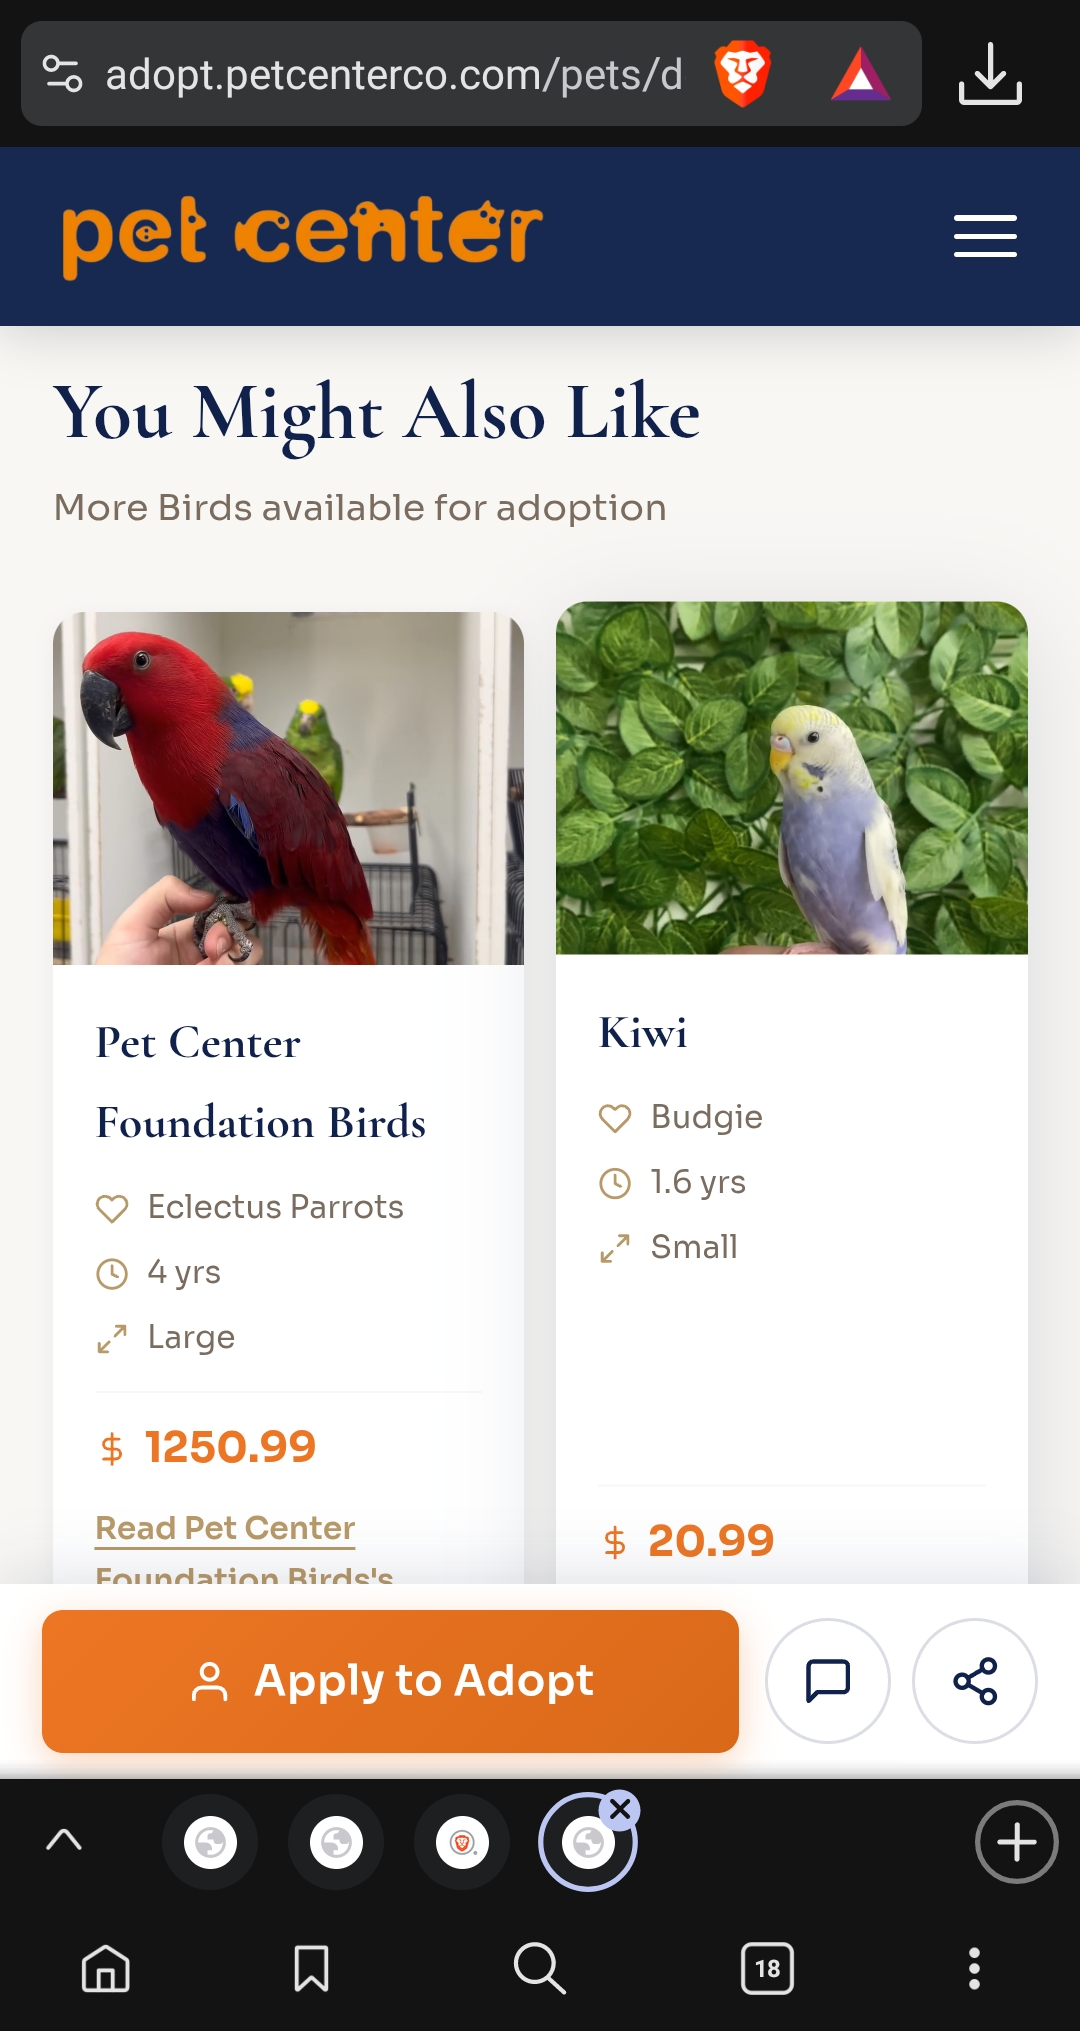 adopt.petcenterco.com/pets/d
pet center
You Might Also Like
More Birds available for adoption
Pet Center
Foundation Birds
Eclectus Parrots
4 yrs
Large
$ 1250.99
Read Pet Center
Foundation Birds's
Kiwi
Budgie
1.6 yrs
Small
$ 20.99
Apply to Adopt
18